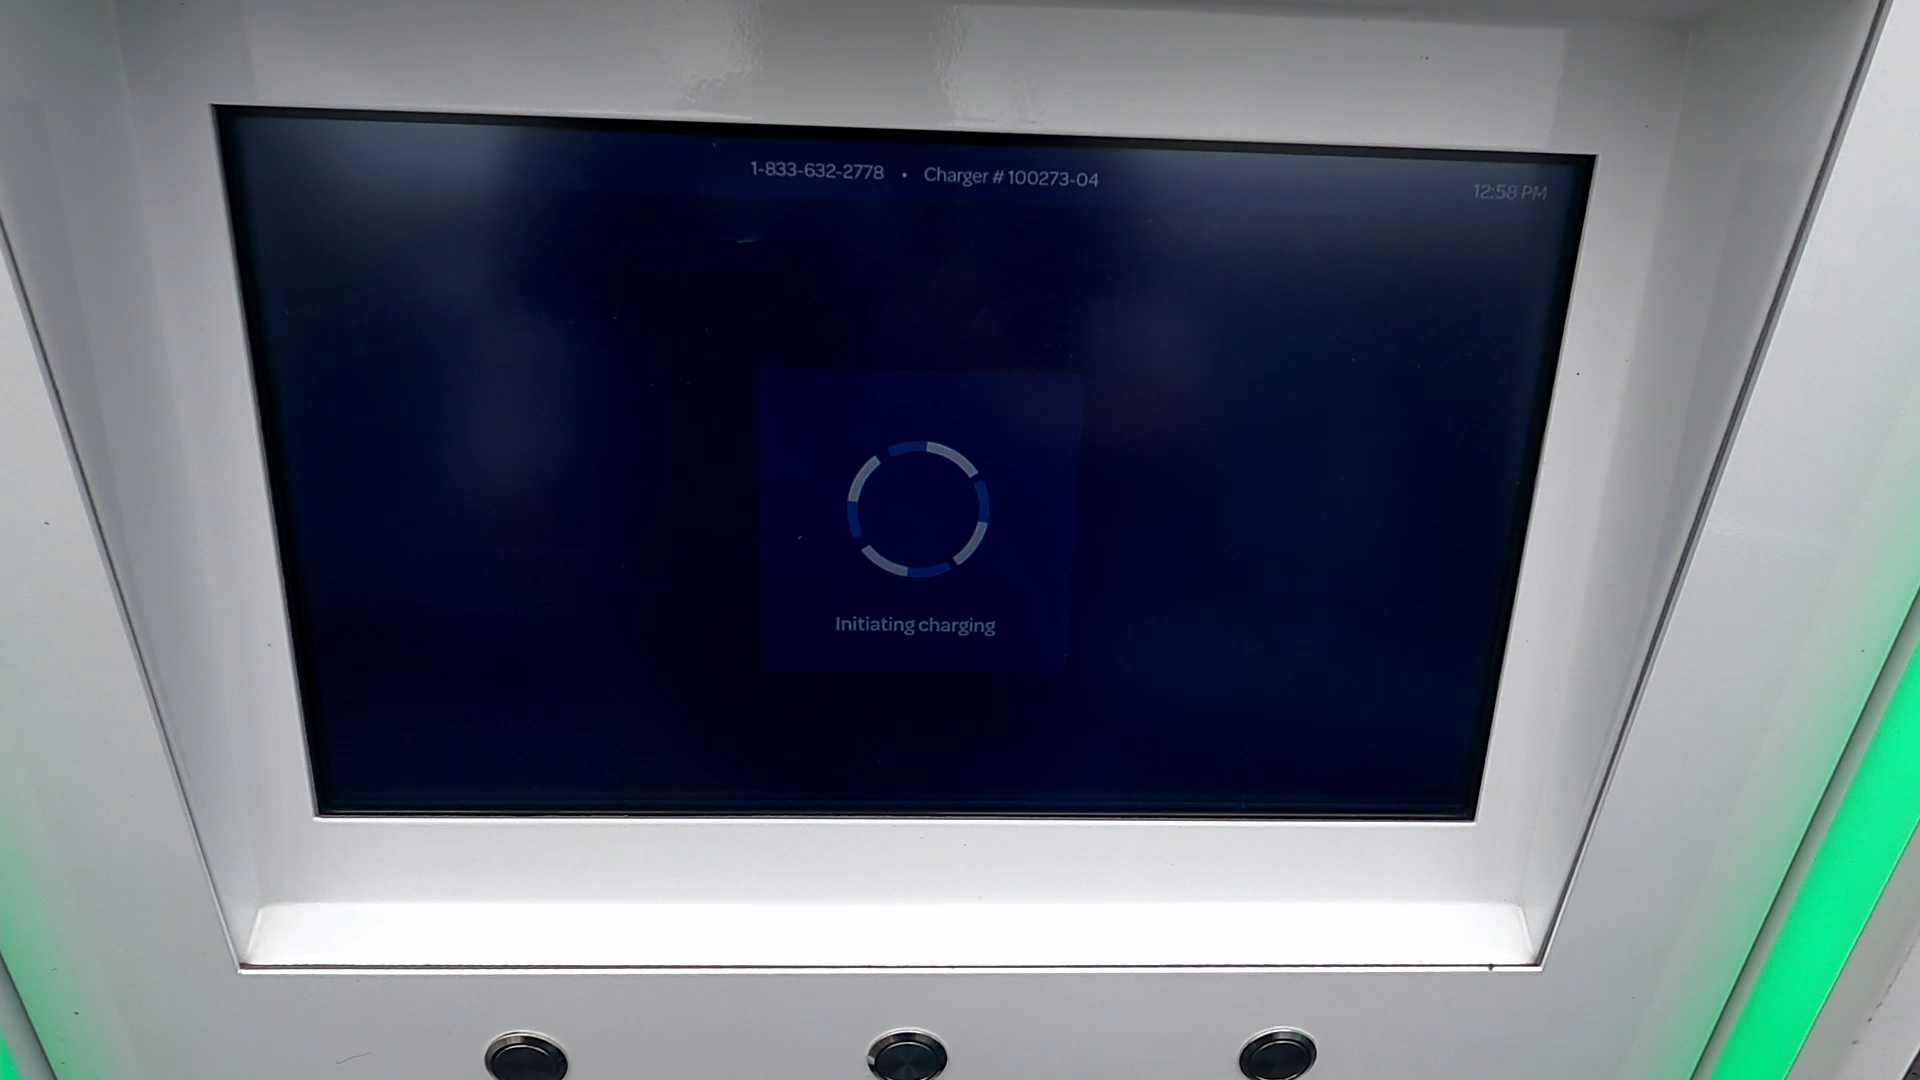 1-833-632-2778 • Charger # 100273-04
12:58 PM
Initiating charging